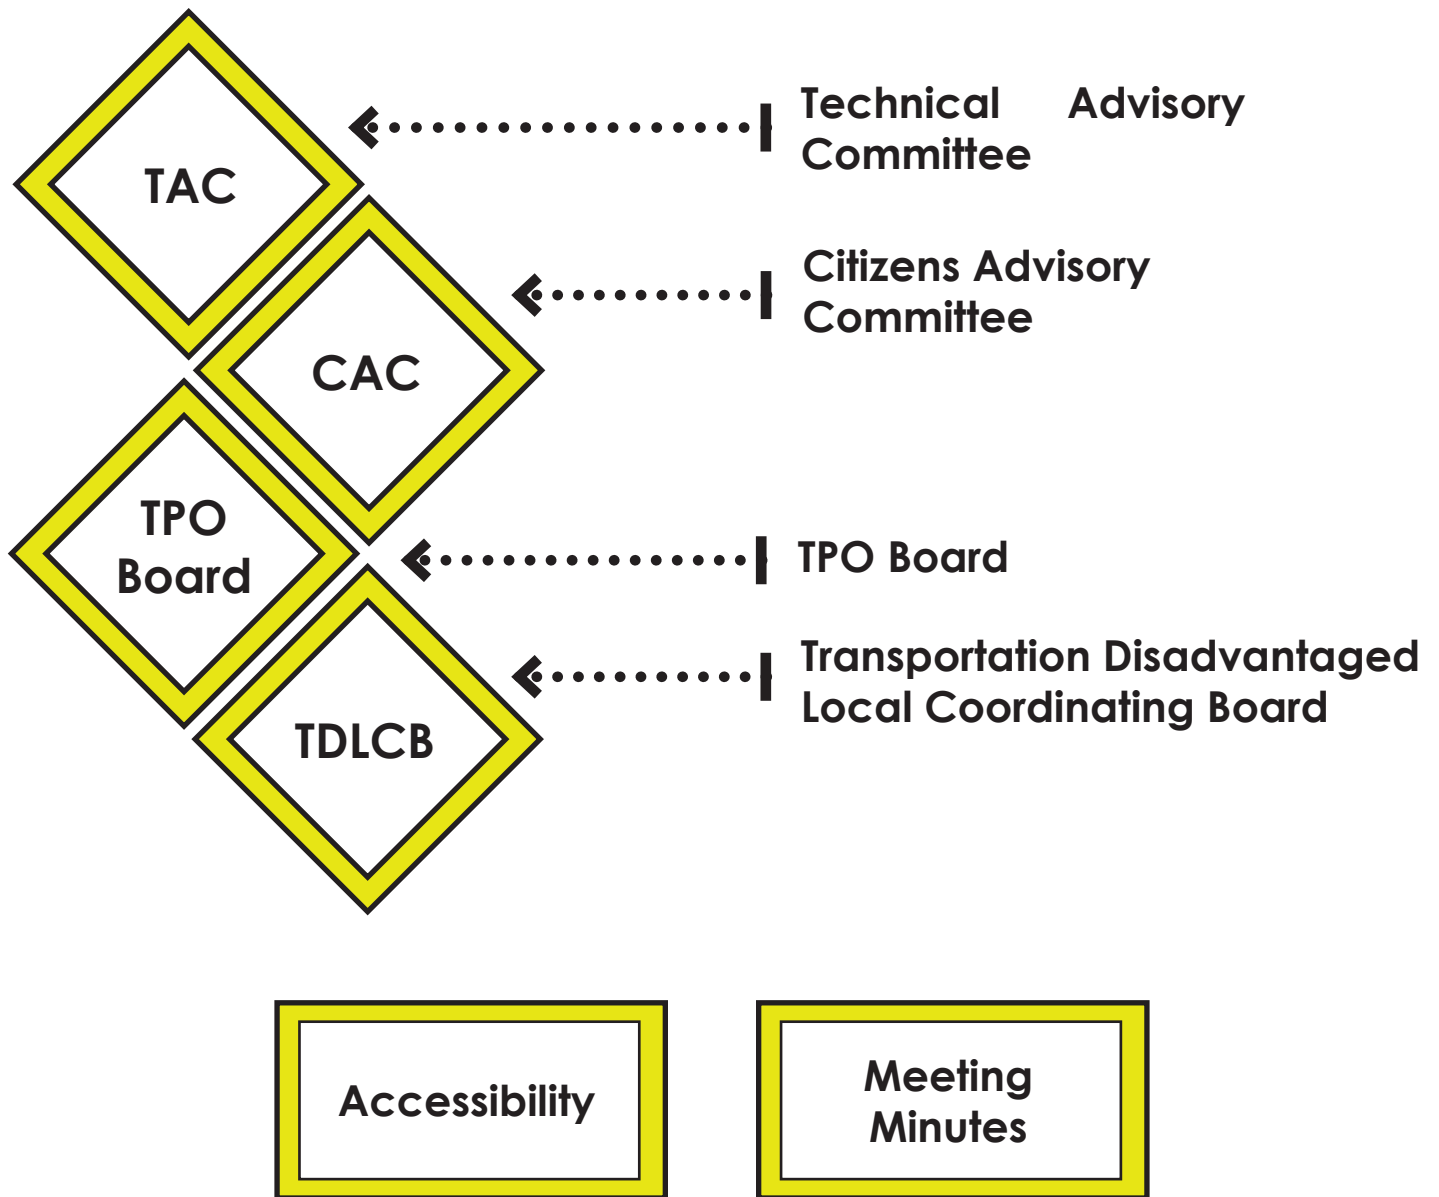 TAC
Technical Advisory
Committee
CAC
Citizens Advisory
Committee
TPO
Board
TPO Board
TDLCB
Transportation Disadvantaged
Local Coordinating Board
Accessibility
Meeting
Minutes